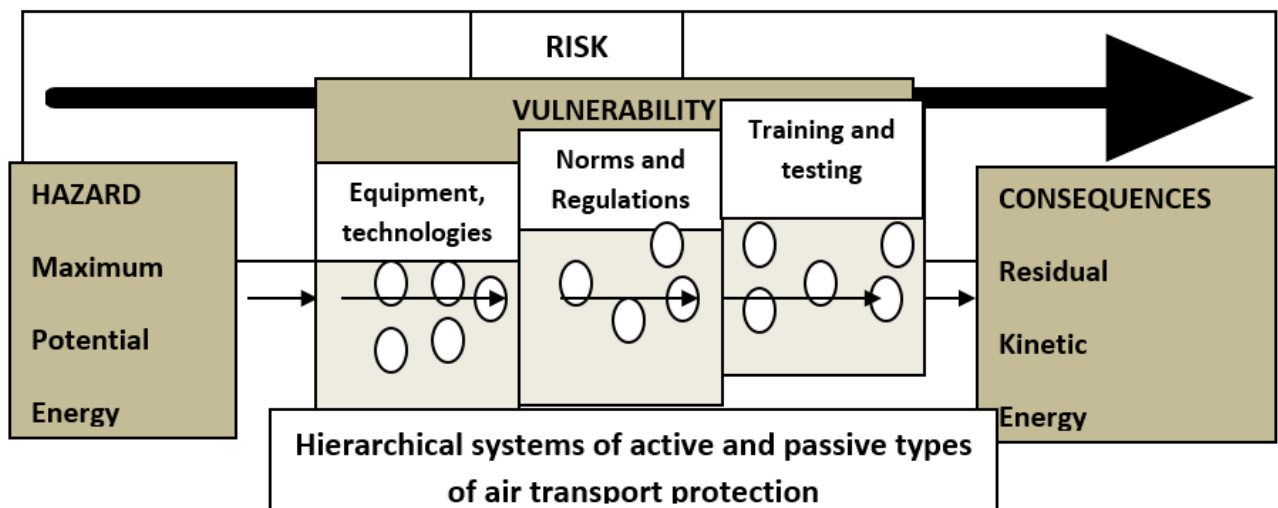 RISK
VULNERABILITY
Training and
testing
Norms and
Regulations
Equipment,
technologies
HAZARD
Maximum
Potential
Energy
CONSEQUENCES
Residual
Kinetic
Energy
Hierarchical systems of active and passive types
of air transport protection